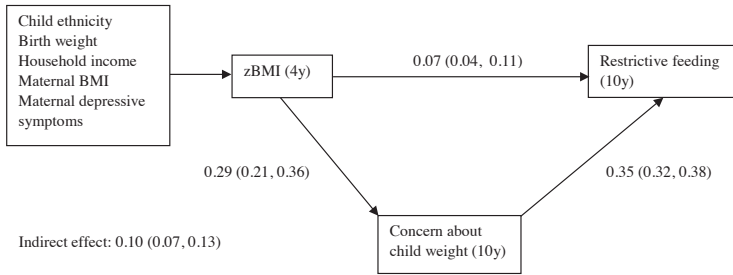 Child ethnicity
Birth weight
Household income
Maternal BMI
Maternal depressive
symptoms
zBMI (4y)
0.07 (0.04, 0.11)
Restrictive feeding
(10y)
0.29 (0.21, 0.36)
0.35 (0.32, 0.38)
Concern about
child weight (10y)
Indirect effect: 0.10 (0.07, 0.13)